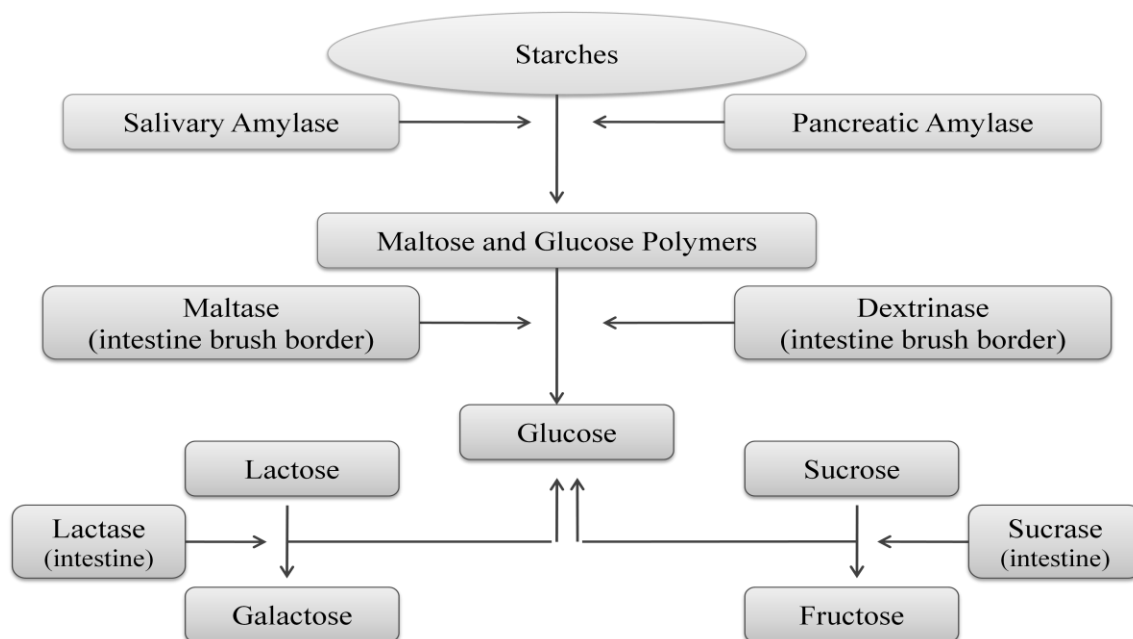 Starches
Salivary Amylase
Pancreatic Amylase
Maltose and Glucose Polymers
Maltase
(intestine brush border)
Dextrinase
(intestine brush border)
Glucose
Lactose
Sucrose
Lactase
(intestine)
Sucrase
(intestine)
Galactose
Fructose